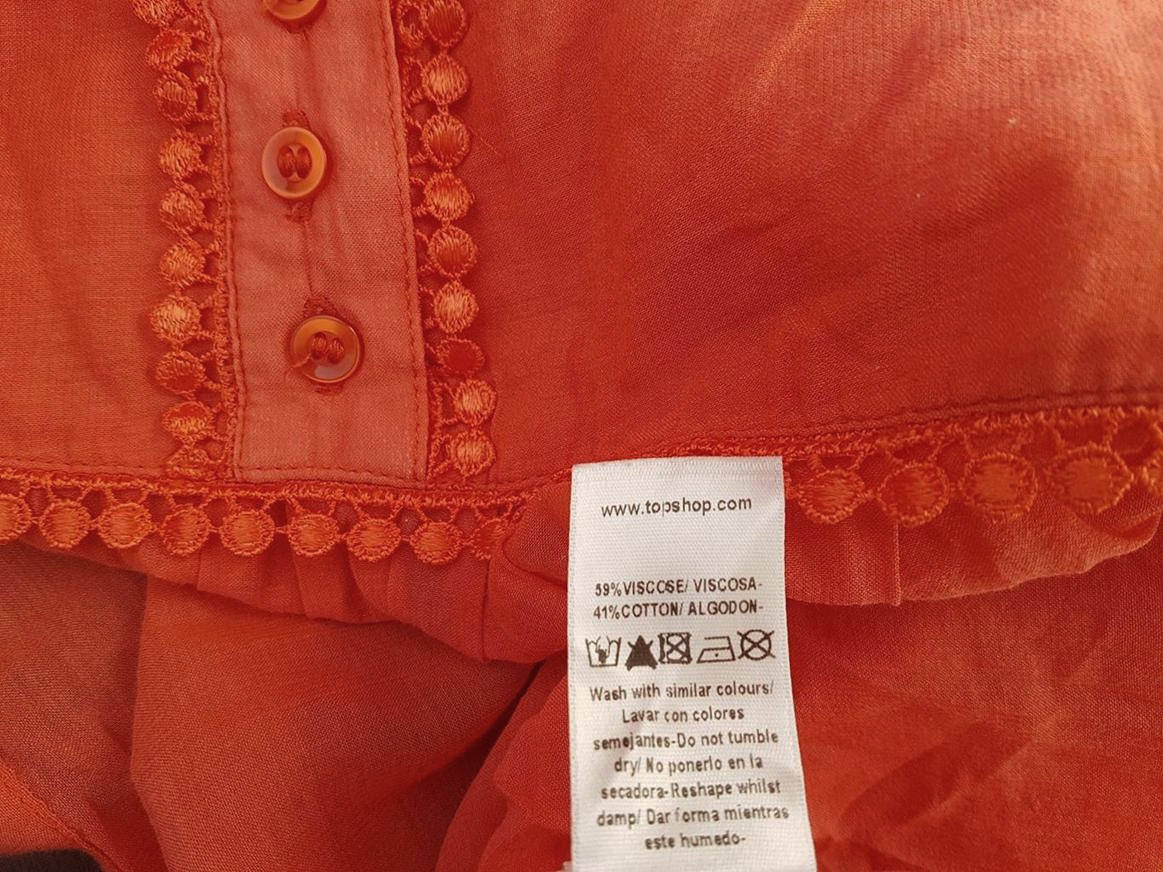 www.topshop.com
59%VISCOSE/ VISCOSA-
41%COTTON/ ALGODON-
Wash with similar colours/
Lavar con colores
semejantes-Do not tumble
dry/ No ponerlo en la
secadora-Reshape whilst
damp/ Dar forma mientras
este humedo-